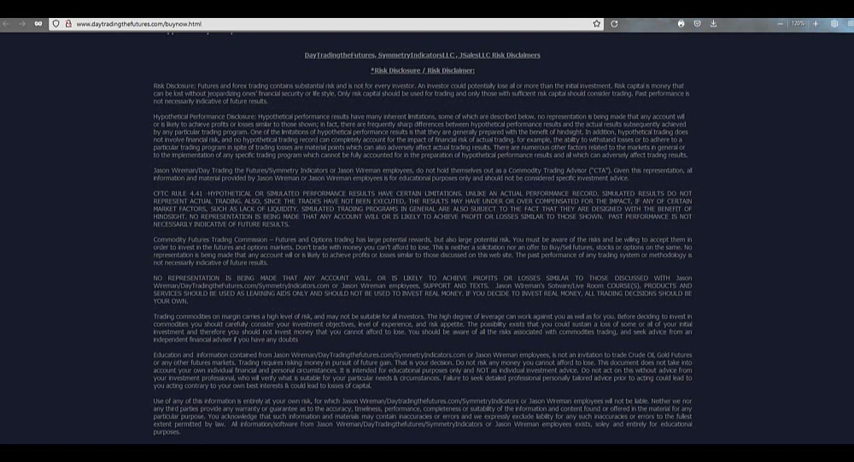 www.daytradingthefutures.com/buynow.html
120%
DayTradingtheFutures, SymmetryIndicatorsLLC, JSalesLLC Risk Disclaimers
*Risk Disclosure / Risk Disclaimer:
Risk Disclosure: Futures and forex trading contains substantial risk and is not for every investor. An investor could potentially lose all or more than the initial investment. Risk capital is money that
can be lost without jeopardizing ones' financial security or life style. Only risk capital should be used for trading and only those with sufficient risk capital should consider trading. Past performance is
not necessarily indicative of future results.
Hypothetical Performance Disclosure: Hypothetical performance results have many inherent limitations, some of which are described below. no representation is being made that any account will
or is likely to achieve profits or losses similar to those shown; in fact, there are frequently sharp differences between hypothetical performance results and the actual results subsequently achieved
by any particular trading program. One of the limitations of hypothetical performance results is that they are generally prepared with the benefit of hindsight. In addition, hypothetical trading does
not involve financial risk, and no hypothetical trading record can completely account for the impact of financial risk of actual trading. for example, the ability to withstand losses or to adhere to a
particular trading program in spite of trading losses are material points which can also adversely affect actual trading results. There are numerous other factors related to the markets in general or
to the implementation of any specific trading program which cannot be fully accounted for in the preparation of hypothetical performance results and all which can adversely affect trading results.
Jason Wireman/Day Trading the Futures/Symmetry Indicators or Jason Wireman employees, do not hold themselves out as a Commodity Trading Advisor ("CTA"). Given this representation, all
information and material provided by Jason Wireman or Jason Wireman employees is for educational purposes only and should not be considered specific investment advice.
CFTC RULE 4.41 -HYPOTHETICAL OR SIMULATED PERFORMANCE RESULTS HAVE CERTAIN LIMITATIONS. UNLIKE AN ACTUAL PERFORMANCE RECORD, SIMULATED RESULTS DO NOT
REPRESENT ACTUAL TRADING. ALSO, SINCE THE TRADES HAVE NOT BEEN EXECUTED, THE RESULTS MAY HAVE UNDER OR OVER COMPENSATED FOR THE IMPACT, IF ANY, OF CERTAIN
MARKET FACTORS, SUCH AS LACK OF LIQUIDITY. SIMULATED TRADING PROGRAMS IN GENERAL ARE ALSO SUBJECT TO THE FACT THAT THEY ARE DESIGNED WITH THE BENEFIT OF
HINDSIGHT. NO REPRESENTATION IS BEING MADE THAT ANY ACCOUNT WILL OR IS LIKELY TO ACHIEVE PROFIT OR LOSSES SIMILAR TO THOSE SHOWN. PAST PERFORMANCE IS NOT
NECESSARILY INDICATIVE OF FUTURE RESULTS.
Commodity Futures Trading Commission – Futures and Options trading has large potential rewards, but also large potential risk. You must be aware of the risks and be willing to accept them in
order to invest in the futures and options markets. Don't trade with money you can't afford to lose. This is neither a solicitation nor an offer to Buy/Sell futures, stocks or options on the same. No
representation is being made that any account will or is likely to achieve profits or losses similar to those discussed on this web site. The past performance of any trading system or methodology is
not necessarily indicative of future results.
NO REPRESENTATION IS BEING MADE THAT ANY ACCOUNT WILL, OR IS LIKELY TO ACHIEVE PROFITS OR LOSSES SIMILAR TO THOSE DISCUSSED WITH Jason
Wireman/DayTradingthefutures.com/SymmetryIndicators.com or Jason Wireman employees, SUPPORT AND TEXTS. Jason Wireman's Sotware/Live Room COURSE(S). PRODUCTS AND
SERVICES SHOULD BE USED AS LEARNING AIDS ONLY AND SHOULD NOT BE USED TO INVEST REAL MONEY. IF YOU DECIDE TO INVEST REAL MONEY, ALL TRADING DECISIONS SHOULD BE
YOUR OWN.
Trading commodities on margin carries a high level of risk, and may not be suitable for all investors. The high degree of leverage can work against you as well as for you. Before deciding to invest in
commodities you should carefully consider your investment objectives, level of experience, and risk appetite. The possibility exists that you could sustain a loss of some or all of your initial
investment and therefore you should not invest money that you cannot afford to lose. You should be aware of all the risks associated with commodities trading, and seek advice from an
independent financial adviser if you have any doubts
Education and information contained from Jason Wireman/DayTradingthefutures.com/SymmetryIndicators.com or Jason Wireman employees, is not an invitation to trade Crude Oil, Gold Futures
or any other futures markets. Trading requires risking money in pursuit of future gain. That is your decision. Do not risk any money you cannot afford to lose. This document does not take into
account your own individual financial and personal circumstances. It is intended for educational purposes only and NOT as individual investment advice. Do not act on this without advice from
your investment professional, who will verify what is suitable for your particular needs & circumstances. Failure to seek detailed professional personally tailored advice prior to acting could lead to
you acting contrary to your own best interests & could lead to losses of capital.
Use of any of this information is entirely at your own risk, for which Jason Wireman/Daytradingthefutures.com/SymmetryIndicators or Jason Wireman employees will not be liable. Neither we nor
any third parties provide any warranty or guarantee as to the accuracy, timeliness, performance, completeness or suitability of the information and content found or offered in the material for any
particular purpose. You acknowledge that such information and materials may contain inaccuracies or errors and we expressly exclude liability for any such inaccuracies or errors to the fullest
extent permitted by law. All information/software from Jason Wireman/DayTradingthefutures/SymmetryIndicators or Jason Wireman employees exists, soley and entirely for educational
purposes.